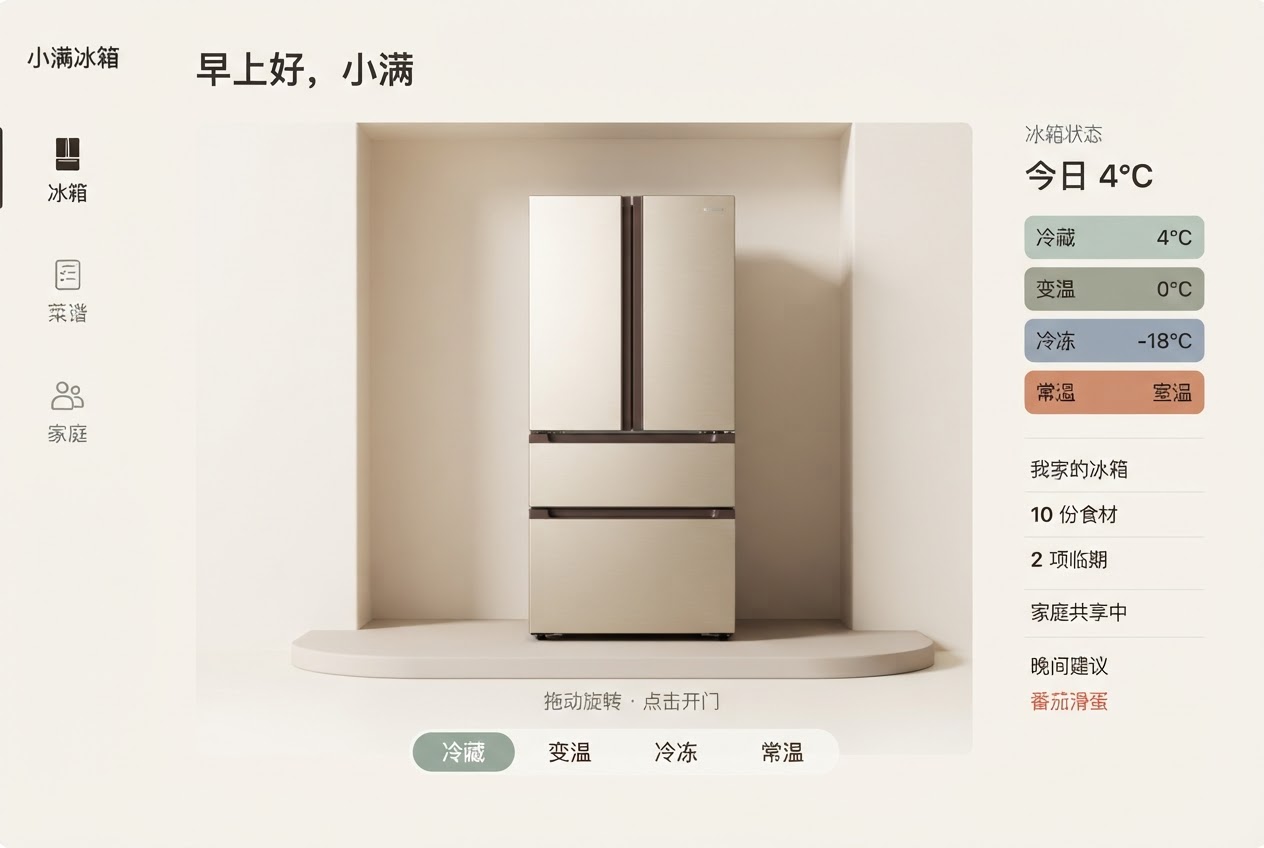 小满冰箱
早上好，小满
冰箱
菜谱
家庭
拖动旋转 · 点击开门
冷藏
变温
冷冻
常温
冰箱状态
今日 4°C
冷藏 4°C
变温 0°C
冷冻 -18°C
常温 室温
我家的冰箱
10 份食材
2 项临期
家庭共享中
晚间建议
番茄滑蛋